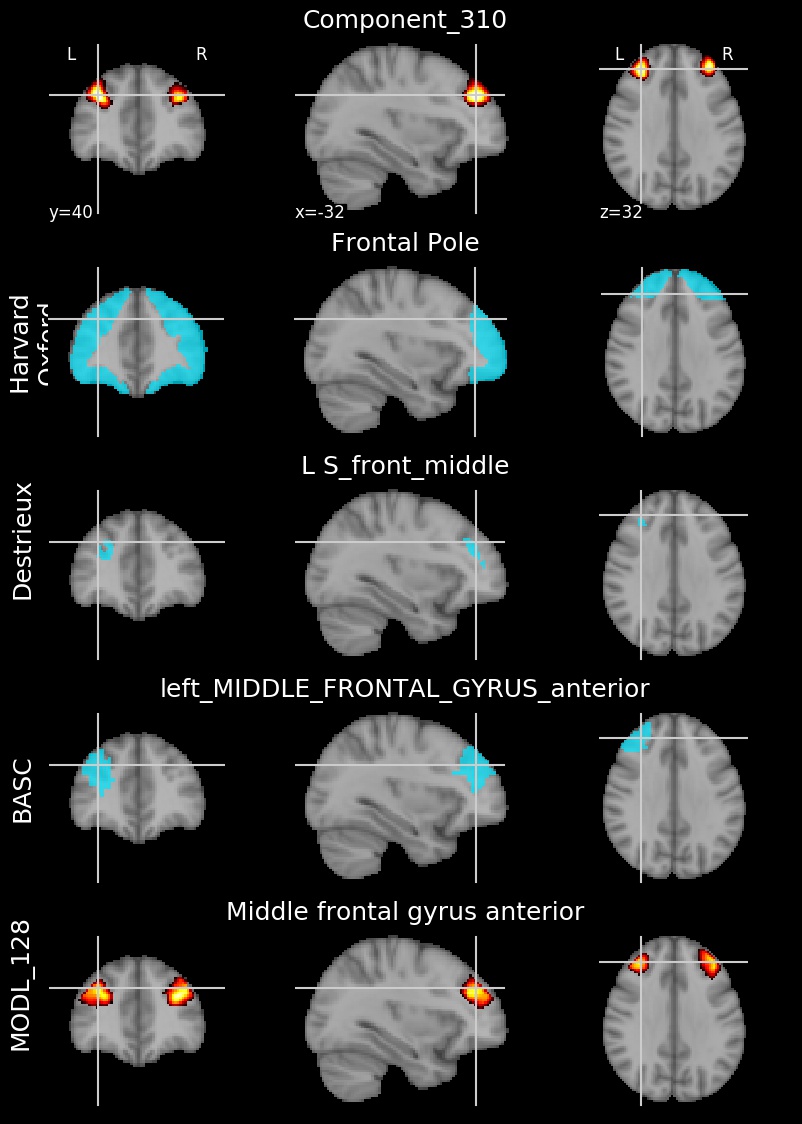 Component_310
L R L R
y=40 x=-32 z=32
Frontal Pole
Harvard
Oxford
L S_front_middle
Destrieux
left_MIDDLE_FRONTAL_GYRUS_anterior
BASC
Middle frontal gyrus anterior
MODL_128